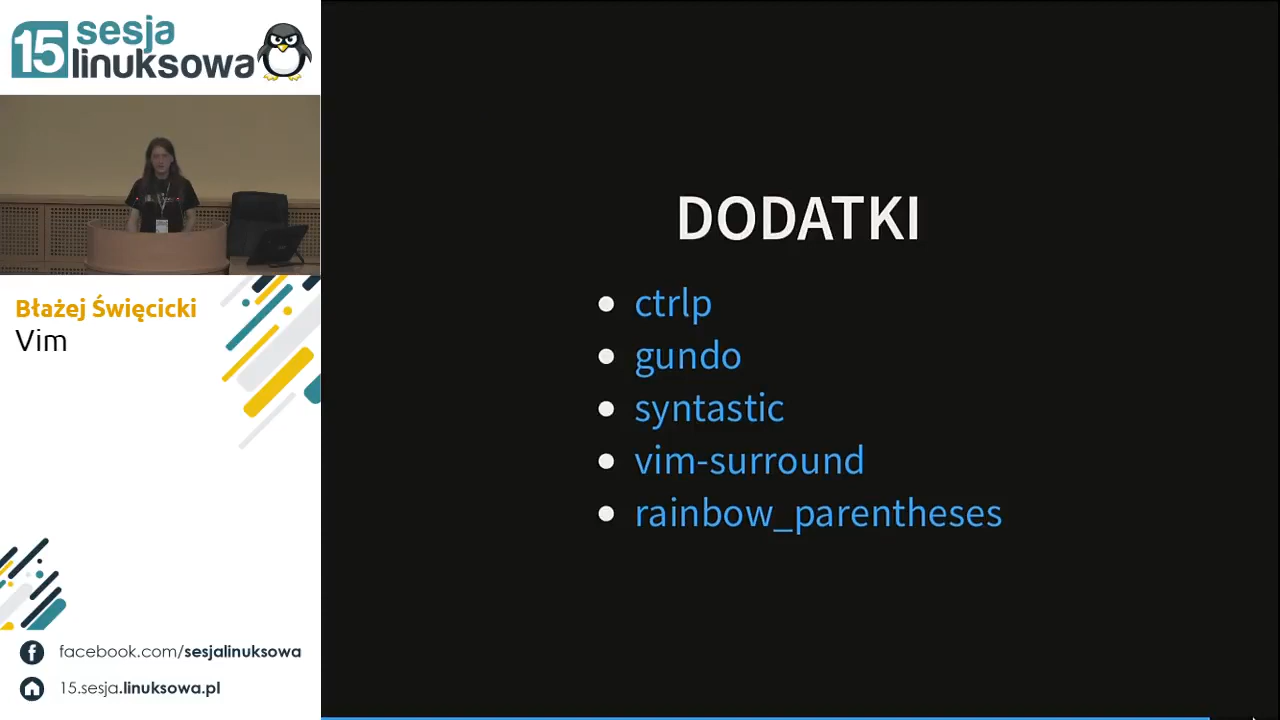 15 sesja
linuksowa
Błażej Święcicki
Vim
facebook.com/sesjalinuksowa
15.sesja.linuksowa.pl
DODATKI
ctrlp
gundo
syntastic
vim-surround
rainbow_parentheses